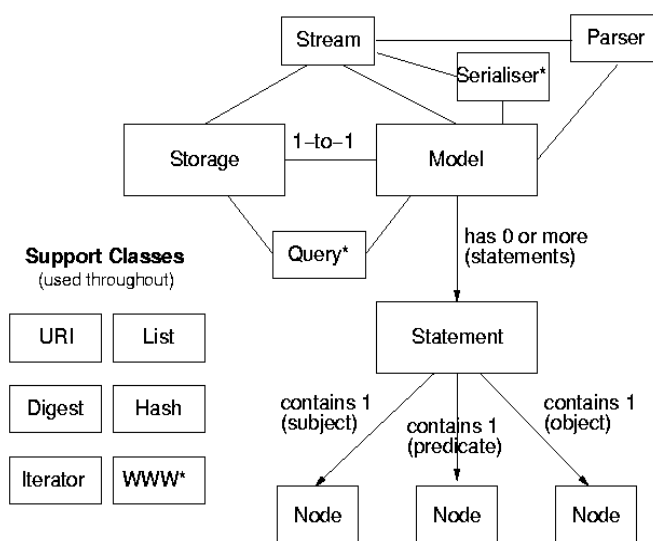 Stream
Parser
Serialiser*
Storage
1-to-1
Model
Query*
has 0 or more
(statements)
Support Classes
(used throughout)
URI
List
Digest
Hash
Iterator
WWW*
Statement
contains 1
(subject)
contains 1
(predicate)
contains 1
(object)
Node
Node
Node